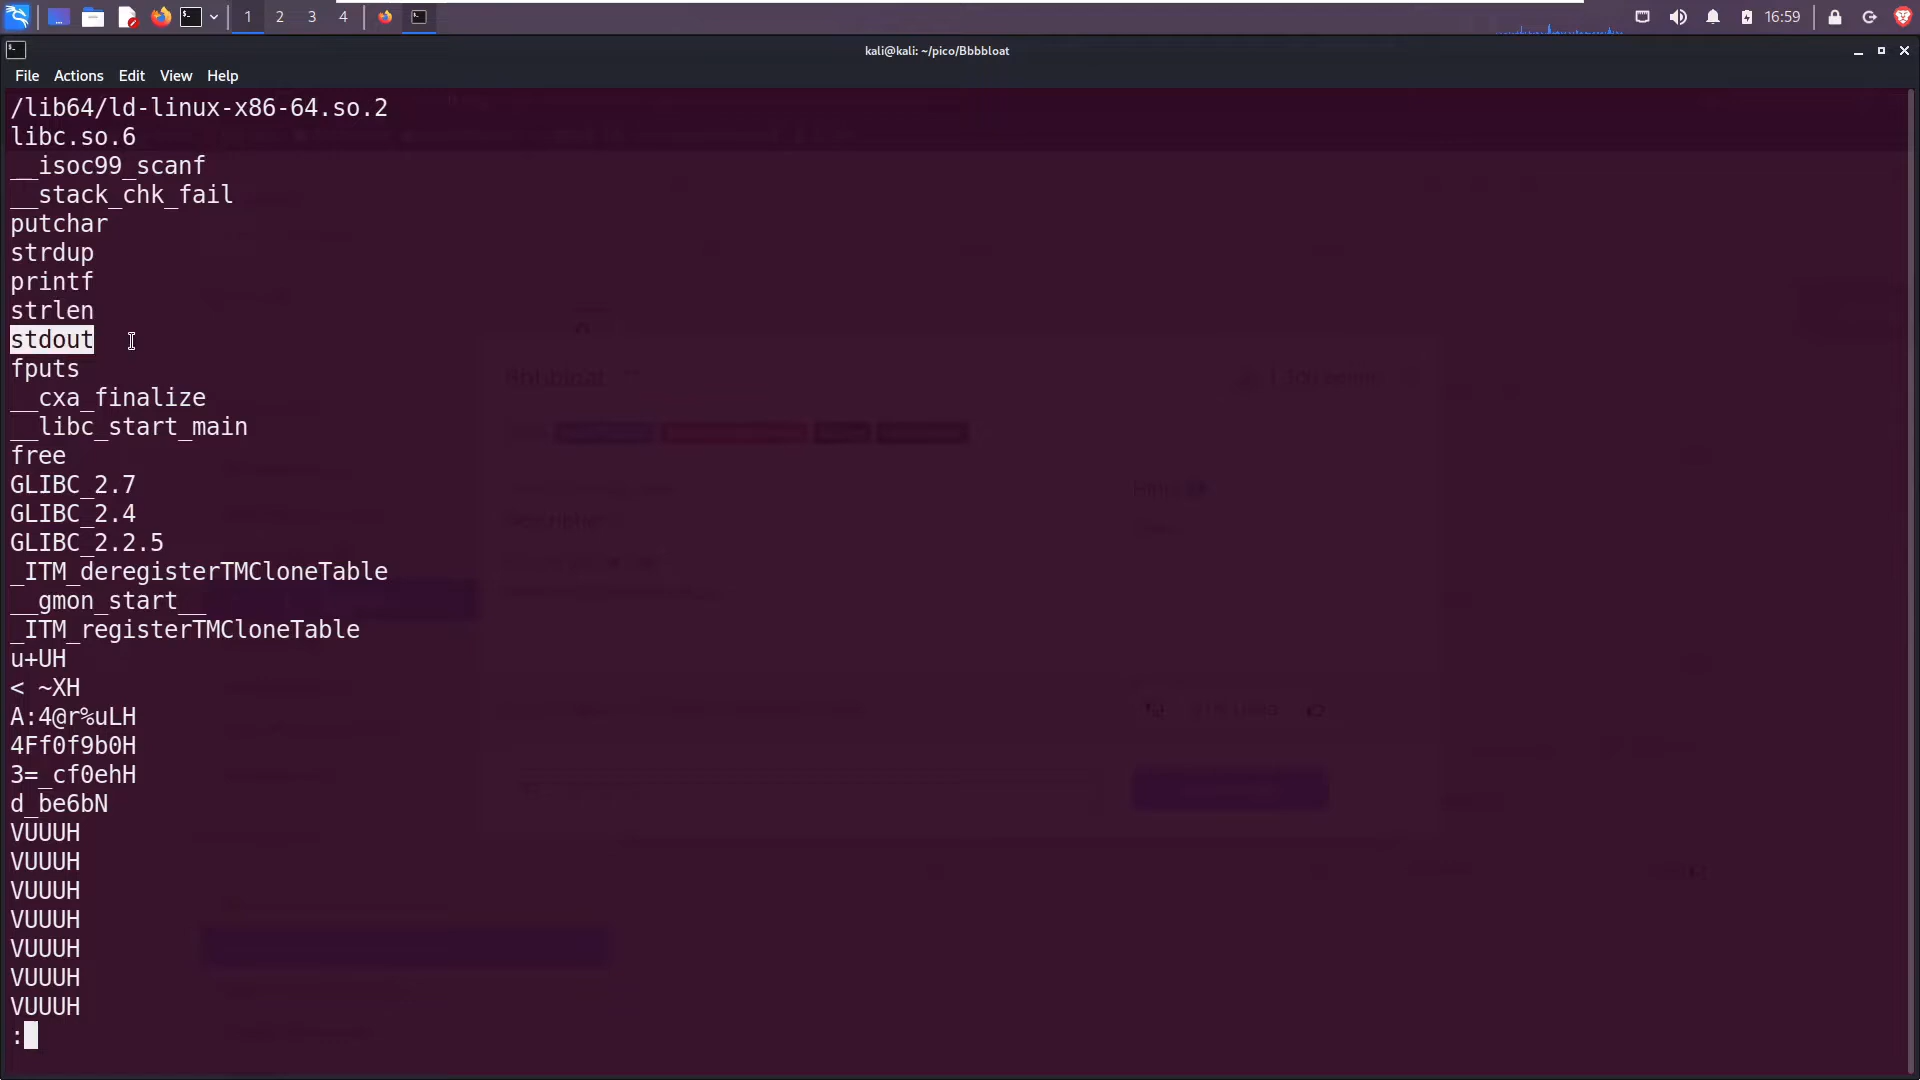 1 2 3 4 16:59
kali@kali: ~/pico/Bbbbloat
File Actions Edit View Help
/lib64/ld-linux-x86-64.so.2
libc.so.6
__isoc99_scanf
__stack_chk_fail
putchar
strdup
printf
strlen
stdout
fputs
__cxa_finalize
__libc_start_main
free
GLIBC_2.7
GLIBC_2.4
GLIBC_2.2.5
_ITM_deregisterTMCloneTable
__gmon_start__
_ITM_registerTMCloneTable
u+UH
< ~XH
A:4@r%uLH
4Ff0f9b0H
3=_cf0ehH
d_be6bN
VUUUH
VUUUH
VUUUH
VUUUH
VUUUH
VUUUH
VUUUH
: